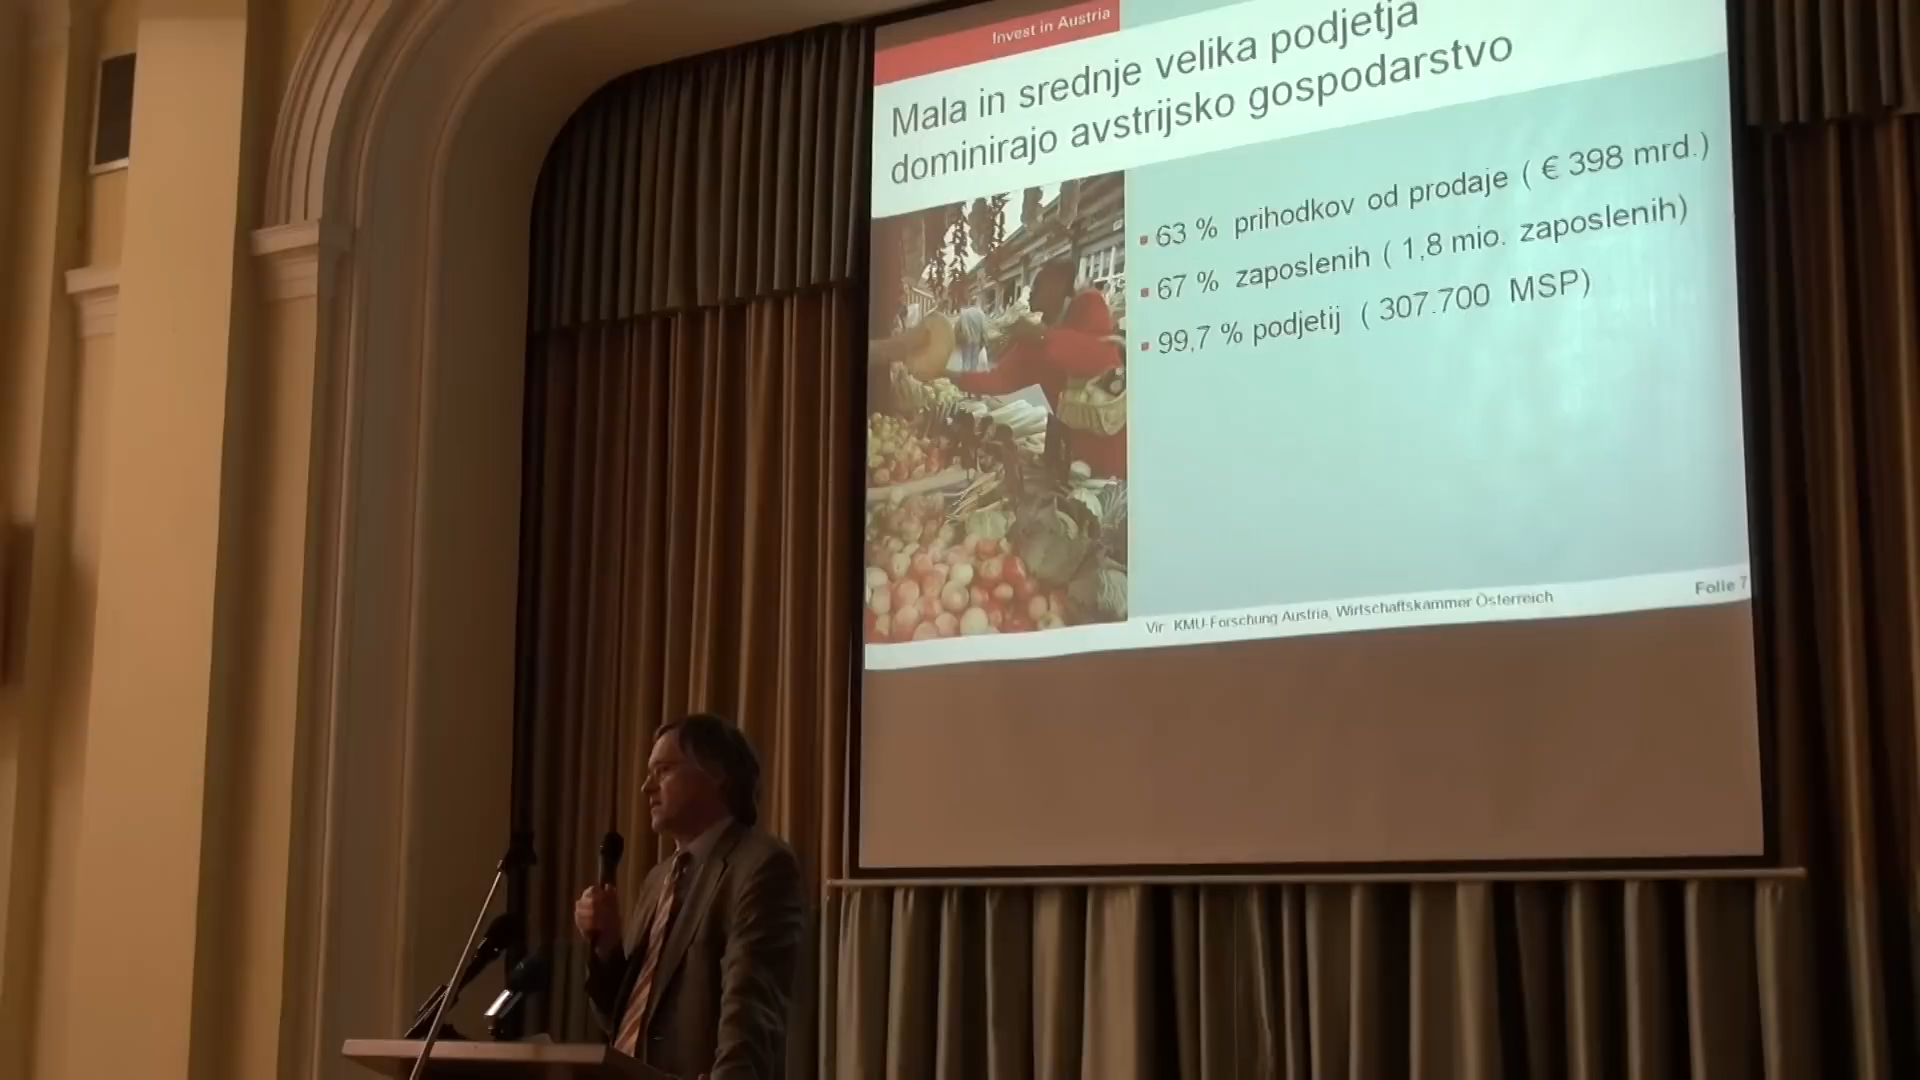 Invest in Austria
Mala in srednje velika podjetja
dominirajo avstrijsko gospodarstvo
▪ 63 % prihodkov od prodaje ( € 398 mrd.)
▪ 67 % zaposlenih ( 1,8 mio. zaposlenih)
▪ 99,7 % podjetij ( 307.700 MSP)
Vir: KMU-Forschung Austria, Wirtschaftskammer Österreich
Folie 7